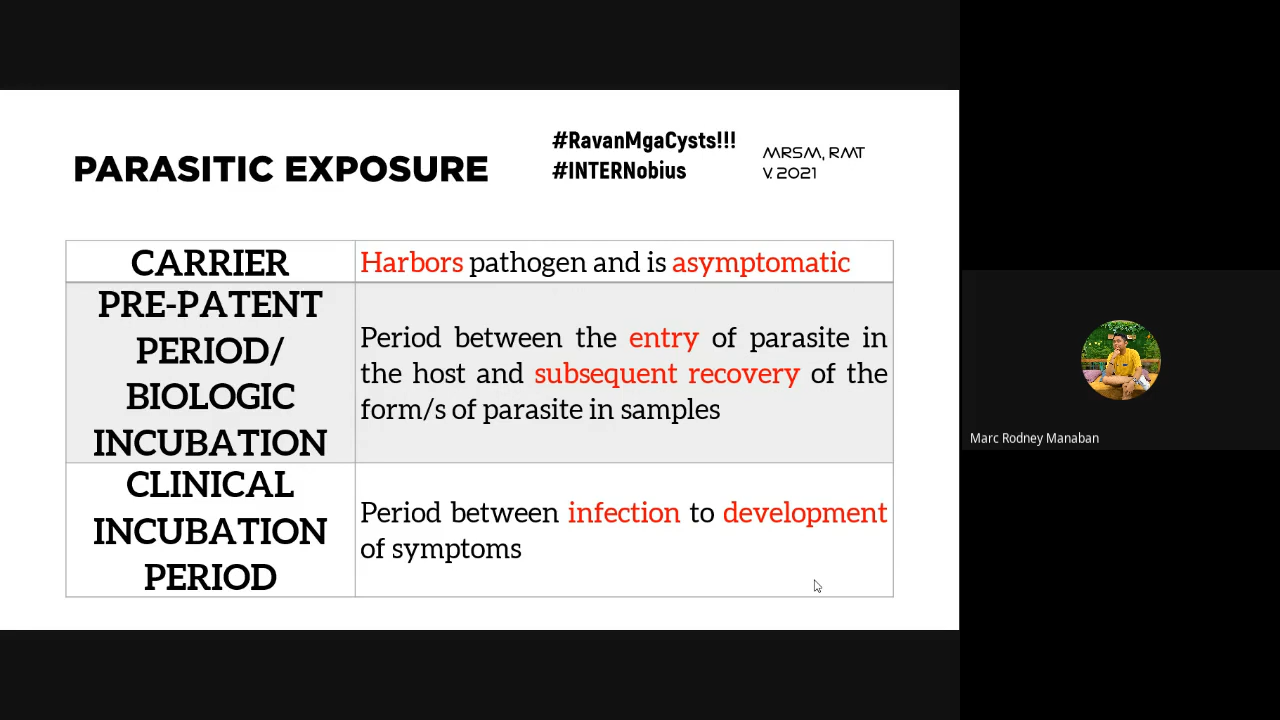 PARASITIC EXPOSURE
#RavanMgaCysts!!!
#INTERNobius
MRSM, RMT
V. 2021
CARRIER
Harbors pathogen and is asymptomatic
PRE-PATENT
PERIOD/
BIOLOGIC
INCUBATION
Period between the entry of parasite in
the host and subsequent recovery of the
form/s of parasite in samples
CLINICAL
INCUBATION
PERIOD
Period between infection to development
of symptoms
Marc Rodney Manaban